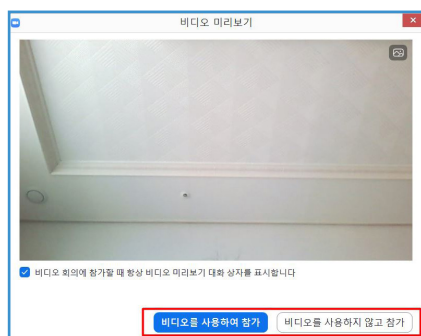 비디오 미리보기
비디오 회의에 참가할 때 항상 비디오 미리보기 대화 상자를 표시합니다
비디오를 사용하여 참가 비디오를 사용하지 않고 참가